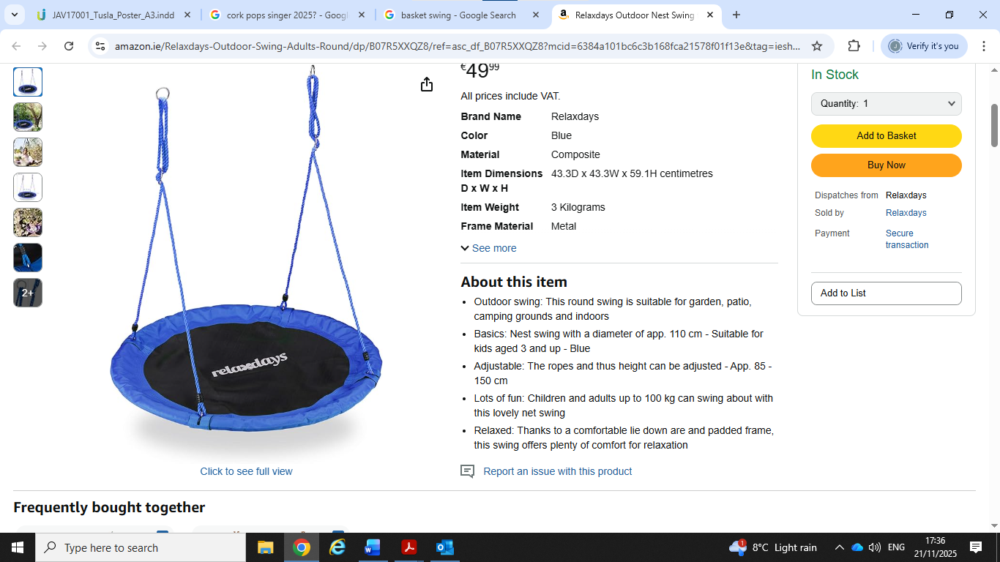 JAV17001_Tusla_Poster_A3.indd
cork pops singer 2025? - Googl
basket swing - Google Search
Relaxdays Outdoor Nest Swing
amazon.ie/Relaxdays-Outdoor-Swing-Adults-Round/dp/B07R5XXQZ8/ref=asc_df_B07R5XXQZ8?mcid=6384a101bc6c3b168fca21578f01f13e&tag=iesh...
J
Verify it's you
2+
relaxdays
Click to see full view
€49⁹⁹
All prices include VAT.
Brand Name Relaxdays
Color Blue
Material Composite
Item Dimensions 43.3D x 43.3W x 59.1H centimetres
D x W x H
Item Weight 3 Kilograms
Frame Material Metal
See more
About this item
• Outdoor swing: This round swing is suitable for garden, patio,
camping grounds and indoors
• Basics: Nest swing with a diameter of app. 110 cm - Suitable for
kids aged 3 and up - Blue
• Adjustable: The ropes and thus height can be adjusted - App. 85 -
150 cm
• Lots of fun: Children and adults up to 100 kg can swing about with
this lovely net swing
• Relaxed: Thanks to a comfortable lie down are and padded frame,
this swing offers plenty of comfort for relaxation
Report an issue with this product
In Stock
Quantity: 1
Add to Basket
Buy Now
Dispatches from Relaxdays
Sold by Relaxdays
Payment Secure
transaction
Add to List
Frequently bought together
Type here to search
1
8°C Light rain
ENG
17:36
21/11/2025